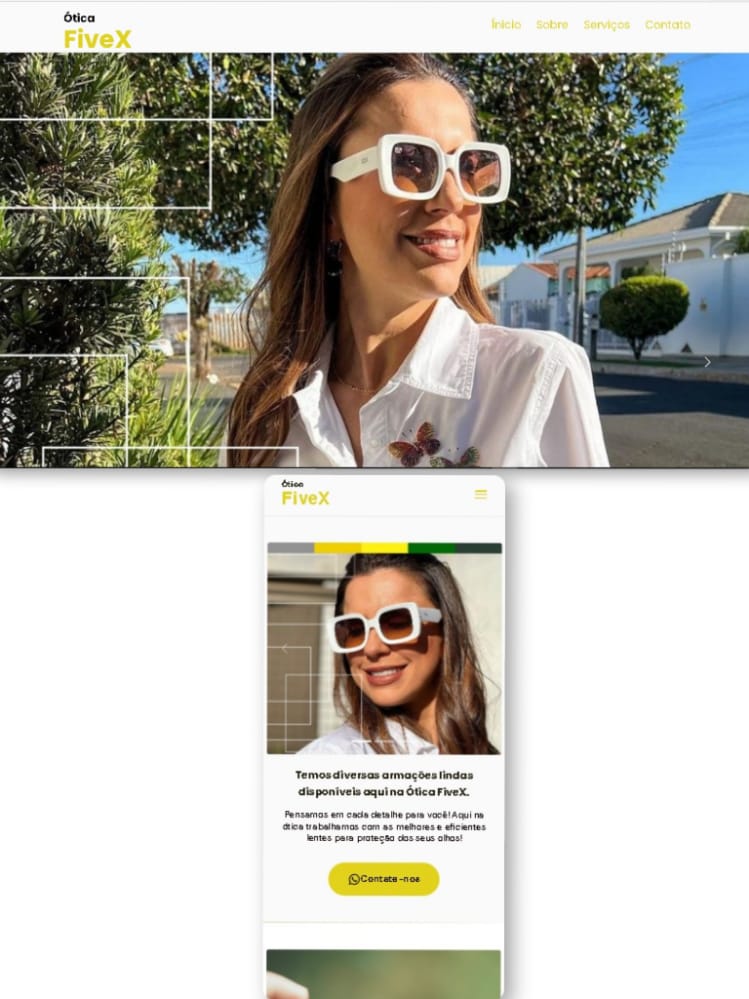 Ótica
FiveX
Ínicio Sobre Serviços Contato
Ótica
FiveX
Temos diversas armações lindas
disponíveis aqui na Ótica FiveX.
Pensamos em cada detalhe para você! Aqui na
ótica trabalhamos com as melhores e eficientes
lentes para proteção dos seus olhos!
Contate-nos